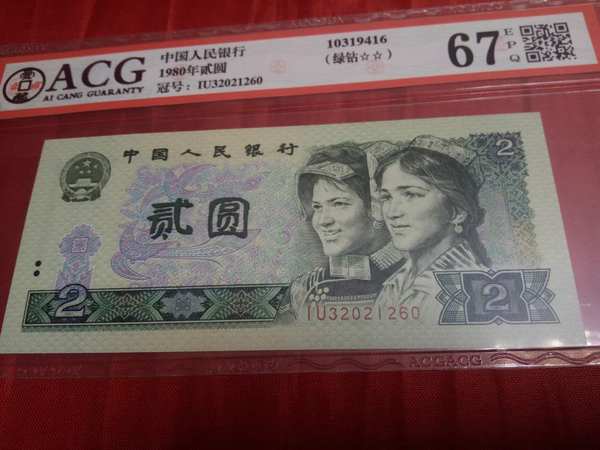 ACG
AI CANG GUARANTY
中国人民银行
1980年贰圆
冠号：IU32021260
10319416
（绿钻☆☆）
67
EPQ
中国人民银行
贰圆
2
2
2
IU32021260
ACGACG